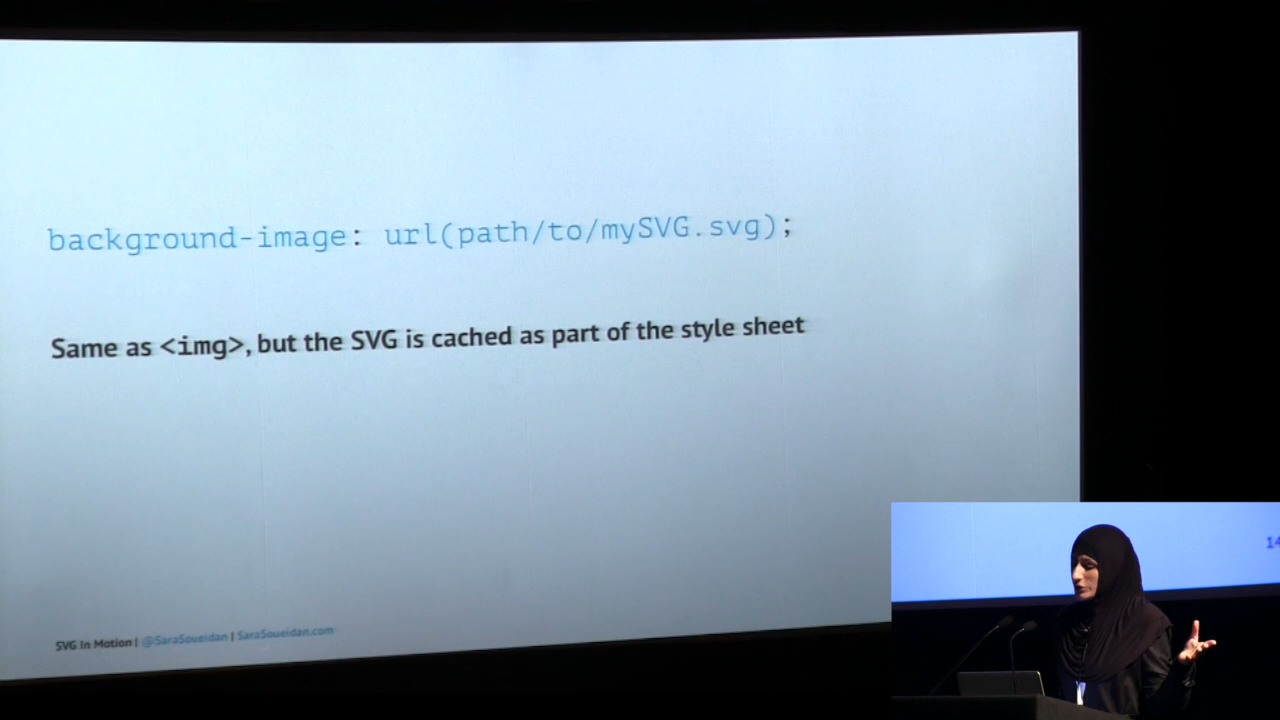 background-image: url(path/to/mySVG.svg);
Same as <img>, but the SVG is cached as part of the style sheet
SVG In Motion | @SaraSoueidan | SaraSoueidan.com
14